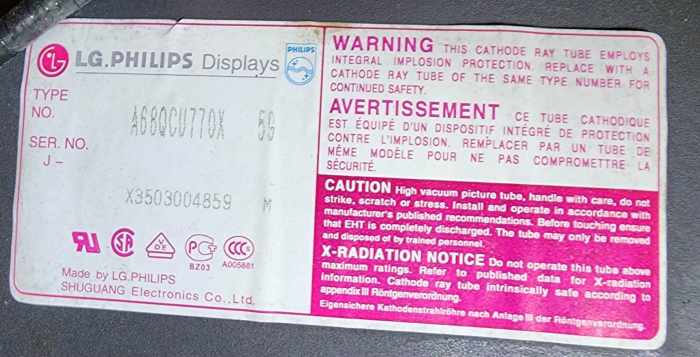 LG.PHILIPS Displays
PHILIPS
TYPE
NO.
A68QCU770X 59
SER. NO.
J -
X3503004859 M
BZ03
A005881
Made by LG.PHILIPS
SHUGUANG Electronics Co., Ltd.
WARNING THIS CATHODE RAY TUBE EMPLOYS
INTEGRAL IMPLOSION PROTECTION. REPLACE WITH A
CATHODE RAY TUBE OF THE SAME TYPE NUMBER FOR
CONTINUED SAFETY.
AVERTISSEMENT CE TUBE CATHODIQUE
EST ÉQUIPÉ D'UN DISPOSITIF INTÉGRÉ DE PROTECTION
CONTRE L'IMPLOSION. REMPLACER PAR UN TUBE DE
MÊME MODÈLE POUR NE PAS COMPROMETTRE LA
SÉCURITÉ.
CAUTION High vacuum picture tube, handle with care, do not
strike, scratch or stress. Install and operate in accordance with
manufacturer's published recommendations. Before touching ensure
that EHT is completely discharged. The tube may only be removed
and disposed of by trained personnel.
X-RADIATION NOTICE Do not operate this tube above
maximum ratings. Refer to published data for X-radiation
information. Cathode ray tube intrinsically safe according to
appendix III Röntgenverordnung.
Eigensichere Kathodenstrahlröhre nach Anlage III der Röntgenverordnung.